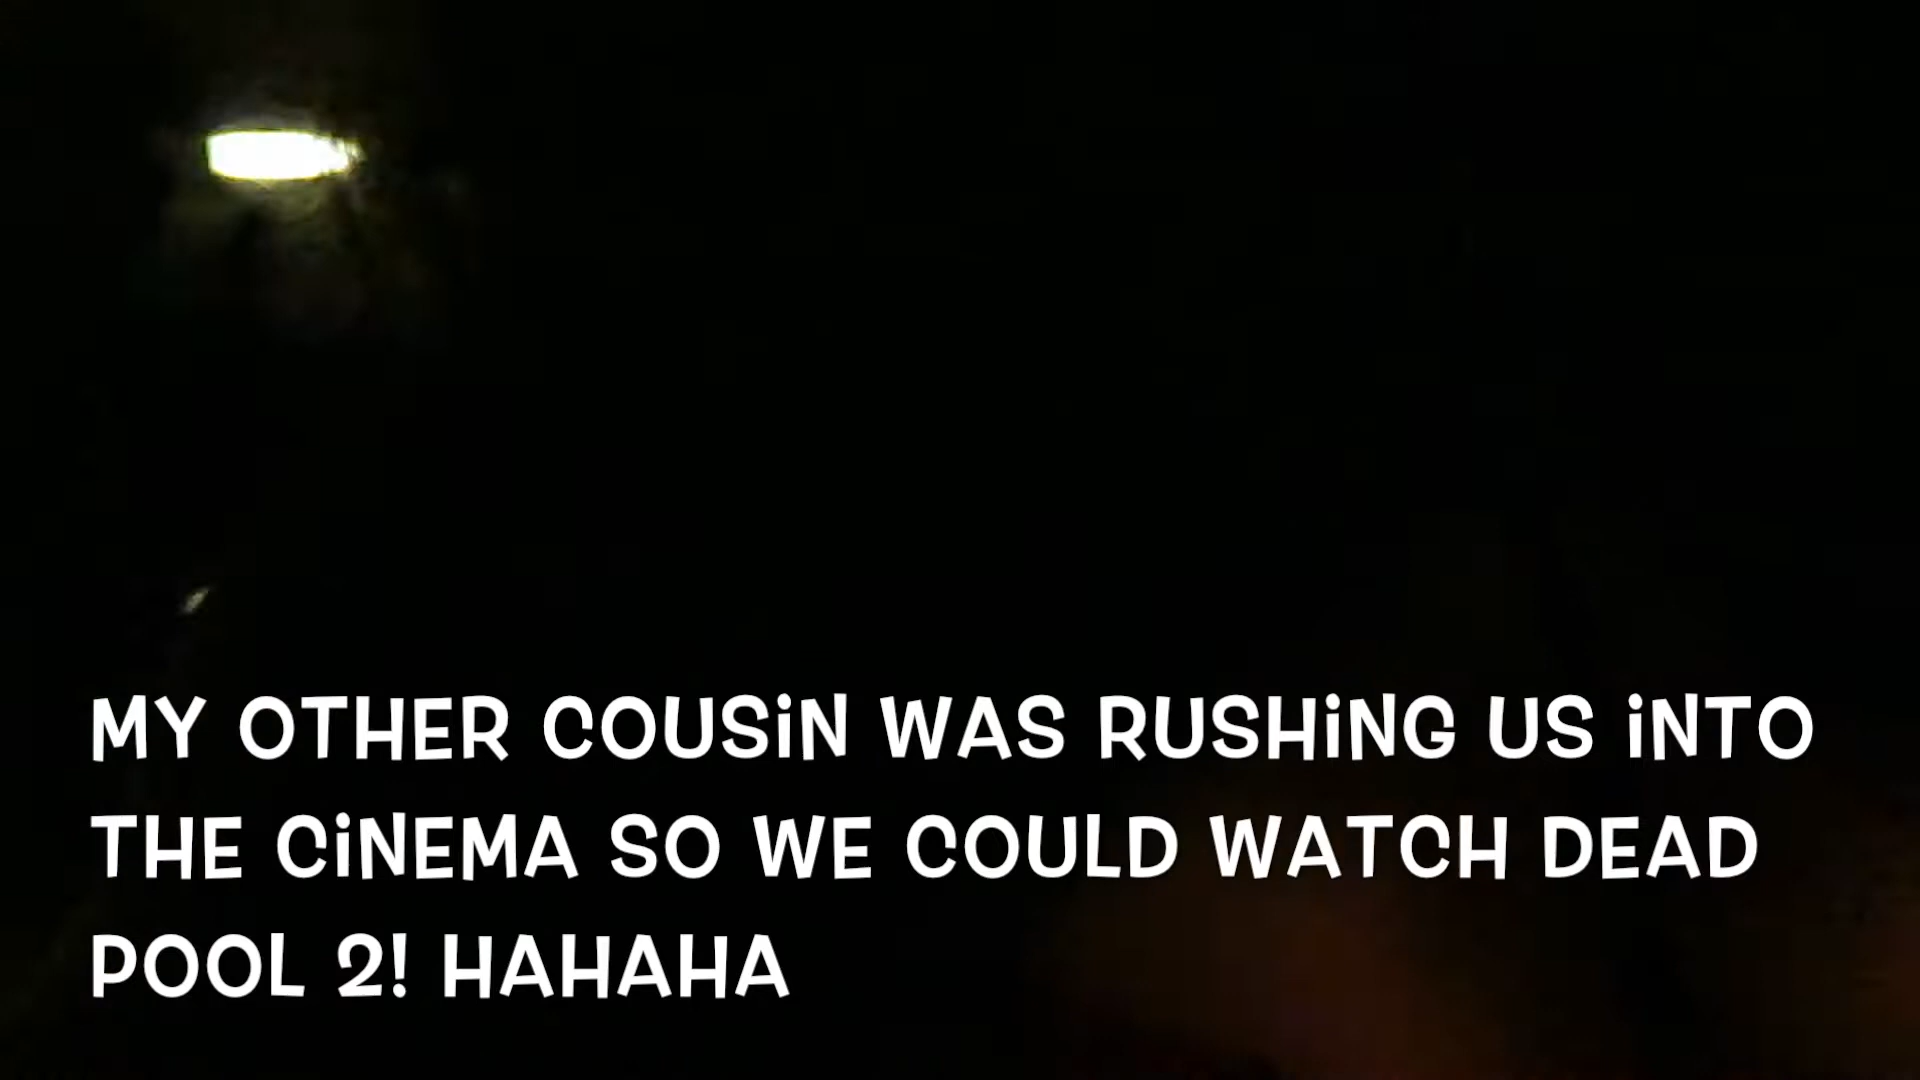 MY OTHER COUSiN WAS RUSHiNG US iNTO
THE CiNEMA SO WE COULD WATCH DEAD
POOL 2! HAHAHA